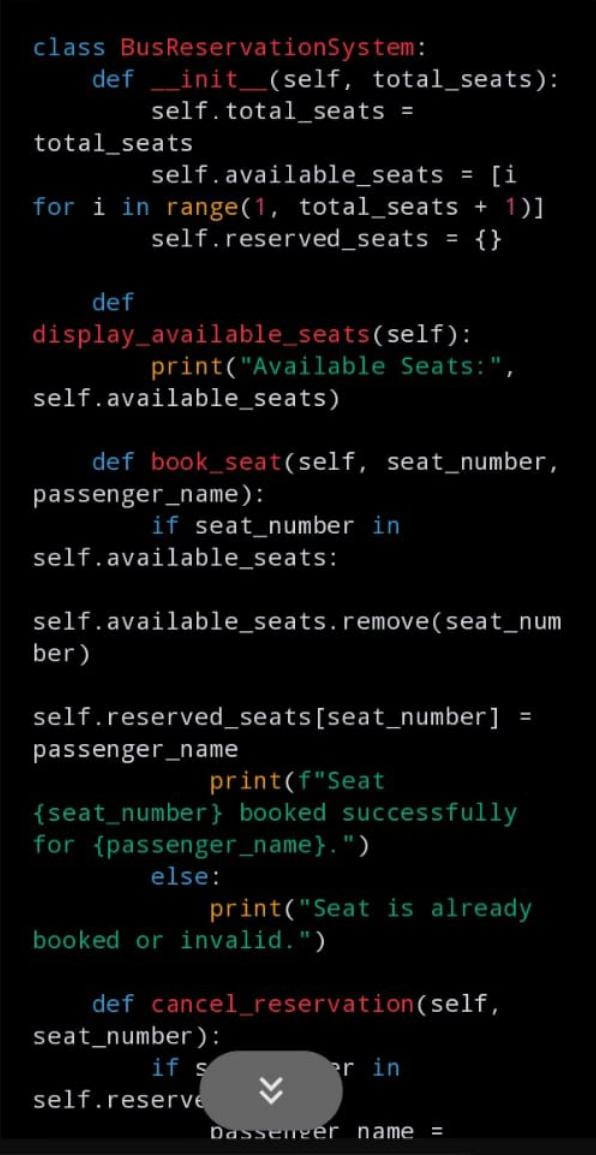 class BusReservationSystem:
    def __init__(self, total_seats):
        self.total_seats =
total_seats
        self.available_seats = [i
for i in range(1, total_seats + 1)]
        self.reserved_seats = {}

    def
display_available_seats(self):
        print("Available Seats:",
self.available_seats)

    def book_seat(self, seat_number,
passenger_name):
        if seat_number in
self.available_seats:

self.available_seats.remove(seat_num
ber)

self.reserved_seats[seat_number] =
passenger_name
            print(f"Seat
{seat_number} booked successfully
for {passenger_name}.")
        else:
            print("Seat is already
booked or invalid.")

    def cancel_reservation(self,
seat_number):
        if in
            passenger_name =